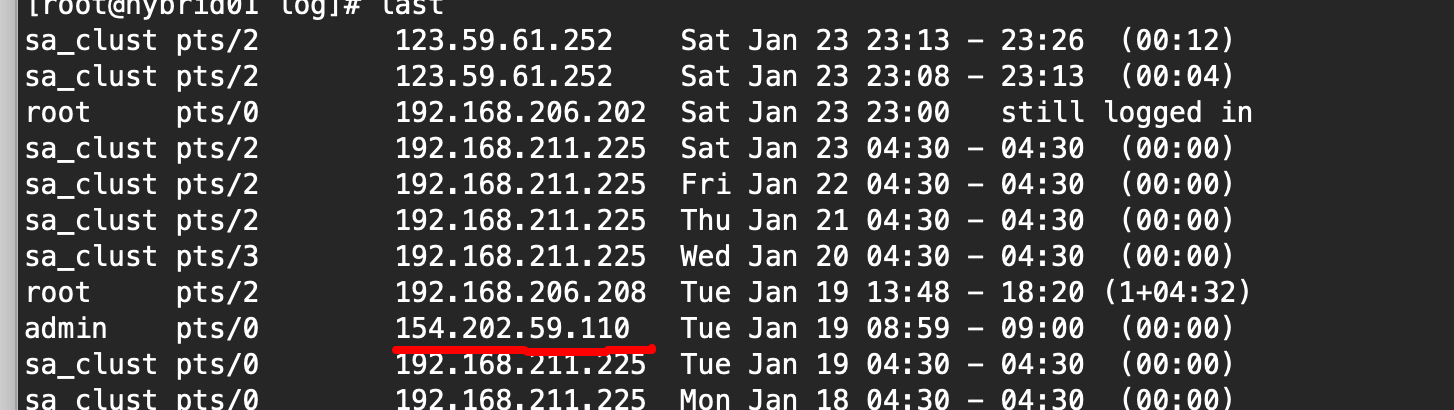 [root@hybrid01 log]# last
sa_clust pts/2        123.59.61.252    Sat Jan 23 23:13 - 23:26  (00:12)
sa_clust pts/2        123.59.61.252    Sat Jan 23 23:08 - 23:13  (00:04)
root     pts/0        192.168.206.202  Sat Jan 23 23:00   still logged in
sa_clust pts/2        192.168.211.225  Sat Jan 23 04:30 - 04:30  (00:00)
sa_clust pts/2        192.168.211.225  Fri Jan 22 04:30 - 04:30  (00:00)
sa_clust pts/2        192.168.211.225  Thu Jan 21 04:30 - 04:30  (00:00)
sa_clust pts/3        192.168.211.225  Wed Jan 20 04:30 - 04:30  (00:00)
root     pts/2        192.168.206.208  Tue Jan 19 13:48 - 18:20 (1+04:32)
admin    pts/0        154.202.59.110   Tue Jan 19 08:59 - 09:00  (00:00)
sa_clust pts/0        192.168.211.225  Tue Jan 19 04:30 - 04:30  (00:00)
sa_clust pts/0        192.168.211.225  Mon Jan 18 04:30 - 04:30  (00:00)